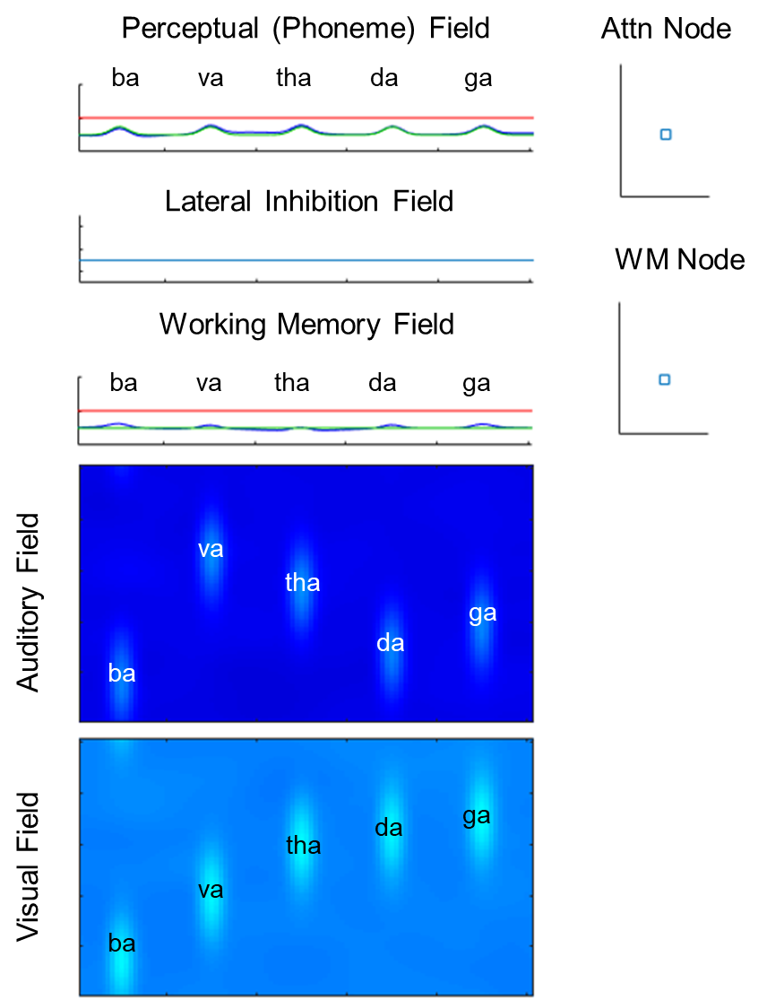 Perceptual (Phoneme) Field
Attn Node
ba va tha da ga
Lateral Inhibition Field
WM Node
Working Memory Field
ba va tha da ga
Auditory Field
va
tha
ga
da
ba
Visual Field
ga
da
tha
va
ba